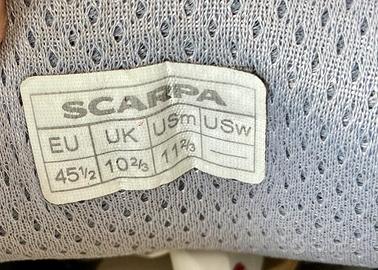 SCARPA
EU UK USm USw
45½ 10⅔ 11⅔ —